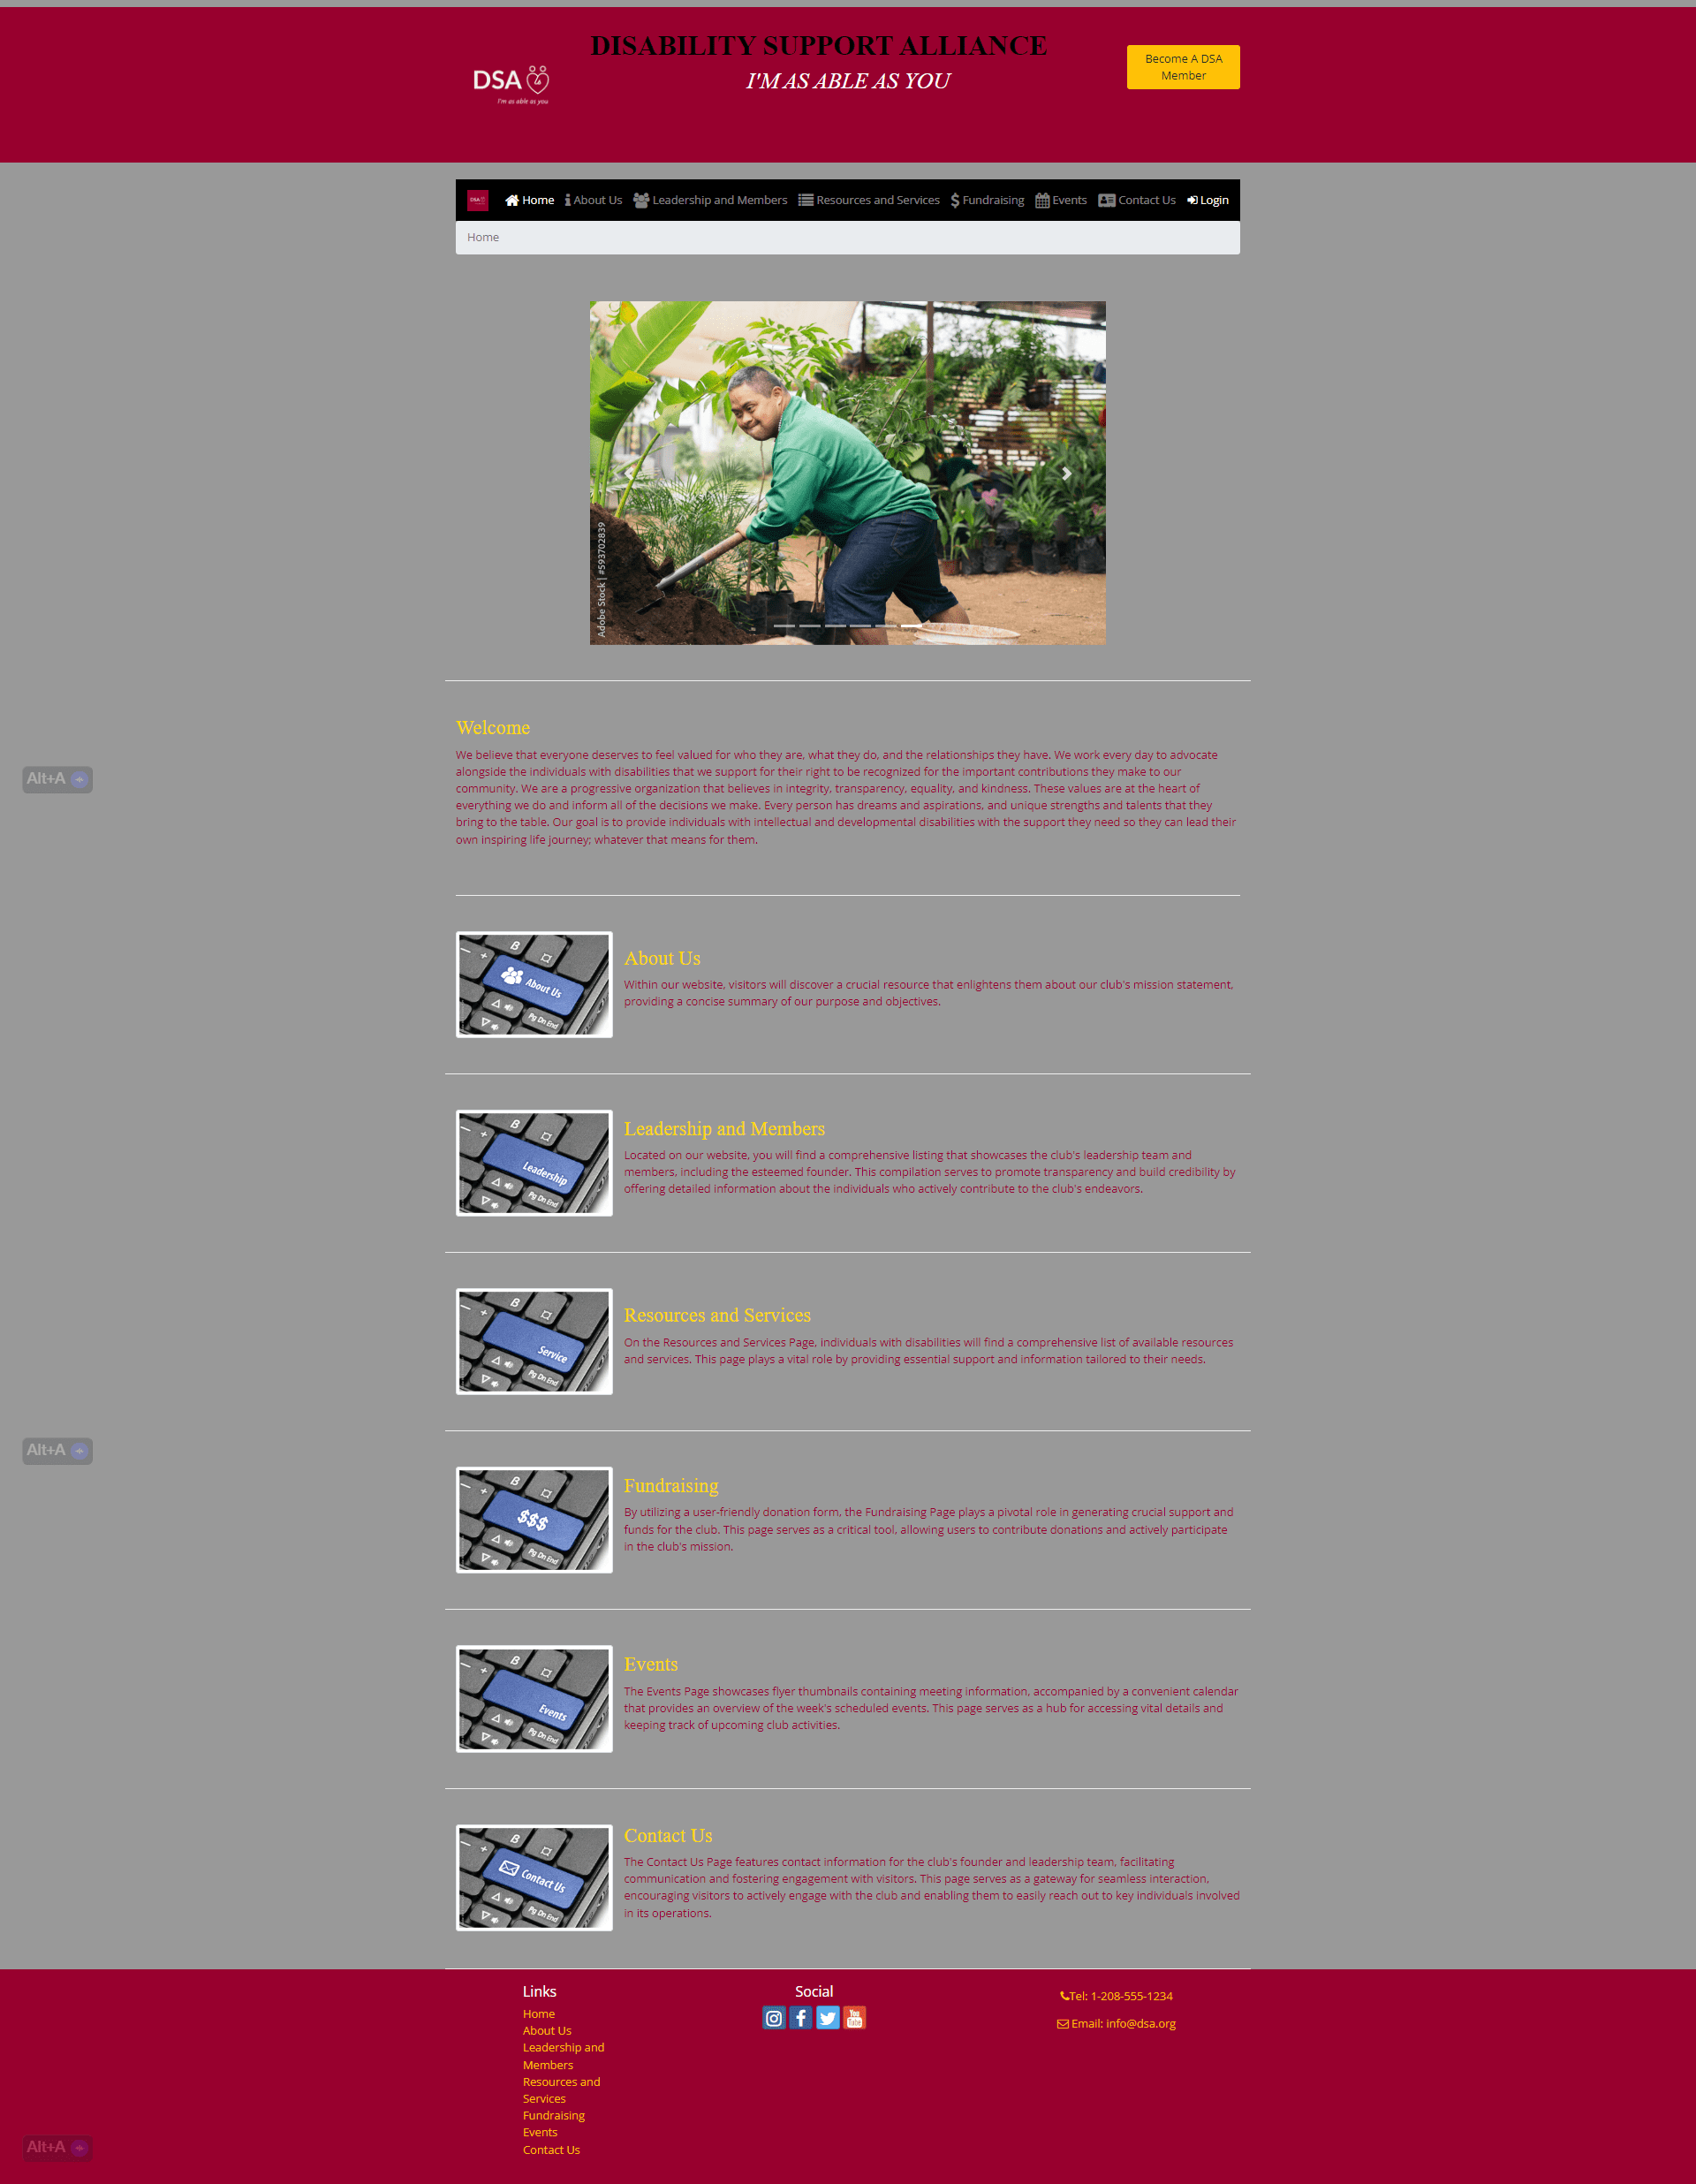 DISABILITY SUPPORT ALLIANCE
I'M AS ABLE AS YOU
DSA
I'm as able as you
Become A DSA
Member
DSA
Home About Us Leadership and Members Resources and Services Fundraising Events Contact Us Login
Home
Adobe Stock | #593702839
Welcome
We believe that everyone deserves to feel valued for who they are, what they do, and the relationships they have. We work every day to advocate
alongside the individuals with disabilities that we support for their right to be recognized for the important contributions they make to our
community. We are a progressive organization that believes in integrity, transparency, equality, and kindness. These values are at the heart of
everything we do and inform all of the decisions we make. Every person has dreams and aspirations, and unique strengths and talents that they
bring to the table. Our goal is to provide individuals with intellectual and developmental disabilities with the support they need so they can lead their
own inspiring life journey; whatever that means for them.
Alt+A
B
About Us
Pg Dn End
About Us
Within our website, visitors will discover a crucial resource that enlightens them about our club's mission statement,
providing a concise summary of our purpose and objectives.
B
Leadership
Pg Dn End
Leadership and Members
Located on our website, you will find a comprehensive listing that showcases the club's leadership team and
members, including the esteemed founder. This compilation serves to promote transparency and build credibility by
offering detailed information about the individuals who actively contribute to the club's endeavors.
B
Service
Pg Dn End
Resources and Services
On the Resources and Services Page, individuals with disabilities will find a comprehensive list of available resources
and services. This page plays a vital role by providing essential support and information tailored to their needs.
Alt+A
B
$$$
Pg Dn End
Fundraising
By utilizing a user-friendly donation form, the Fundraising Page plays a pivotal role in generating crucial support and
funds for the club. This page serves as a critical tool, allowing users to contribute donations and actively participate
in the club's mission.
B
Events
Pg Dn End
Events
The Events Page showcases flyer thumbnails containing meeting information, accompanied by a convenient calendar
that provides an overview of the week's scheduled events. This page serves as a hub for accessing vital details and
keeping track of upcoming club activities.
B
Contact Us
Pg Dn End
Contact Us
The Contact Us Page features contact information for the club's founder and leadership team, facilitating
communication and fostering engagement with visitors. This page serves as a gateway for seamless interaction,
encouraging visitors to actively engage with the club and enabling them to easily reach out to key individuals involved
in its operations.
Links
Home
About Us
Leadership and
Members
Resources and
Services
Fundraising
Events
Contact Us
Social
You
Tube
Tel: 1-208-555-1234
Email: info@dsa.org
Alt+A